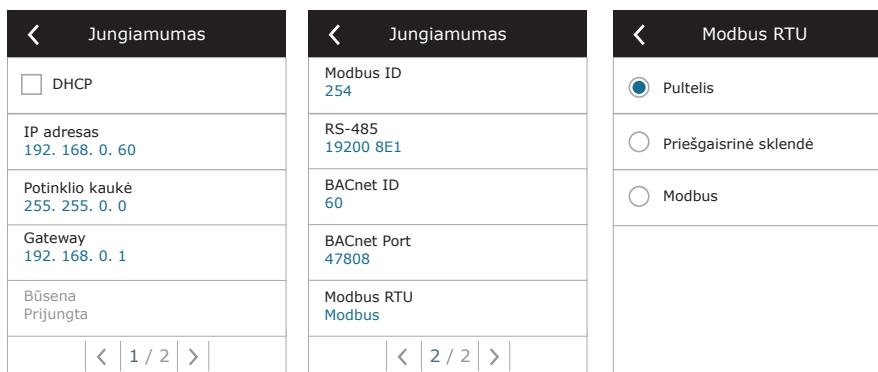 Jungiamumas
DHCP
IP adresas
192. 168. 0. 60
Potinklio kaukė
255. 255. 0. 0
Gateway
192. 168. 0. 1
Būsena
Prijungta
1 / 2
Jungiamumas
Modbus ID
254
RS-485
19200 8E1
BACnet ID
60
BACnet Port
47808
Modbus RTU
Modbus
2 / 2
Modbus RTU
Pultelis
Priešgaisrinė sklendė
Modbus